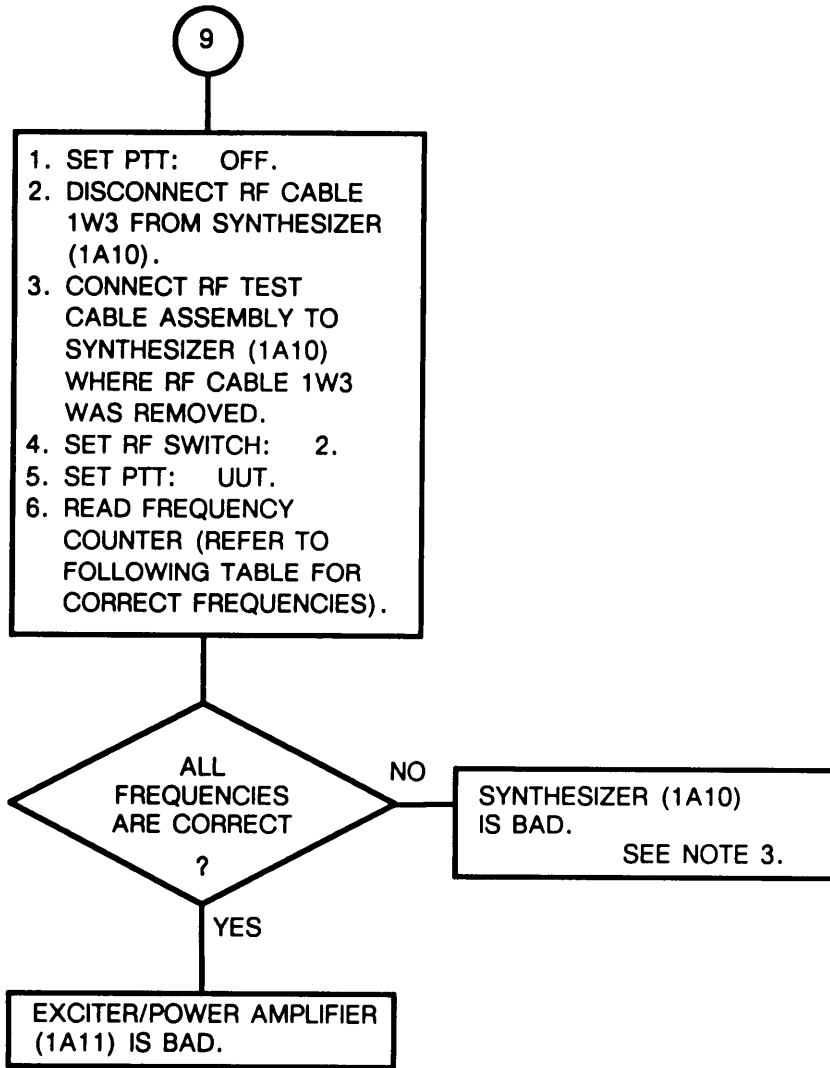 9
1. SET PTT: OFF.
2. DISCONNECT RF CABLE
1W3 FROM SYNTHESIZER
(1A10).
3. CONNECT RF TEST
CABLE ASSEMBLY TO
SYNTHESIZER (1A10)
WHERE RF CABLE 1W3
WAS REMOVED.
4. SET RF SWITCH: 2.
5. SET PTT: UUT.
6. READ FREQUENCY
COUNTER (REFER TO
FOLLOWING TABLE FOR
CORRECT FREQUENCIES).
ALL
FREQUENCIES
ARE CORRECT
?
NO
SYNTHESIZER (1A10)
IS BAD.
SEE NOTE 3.
YES
EXCITER/POWER AMPLIFIER
(1A11) IS BAD.